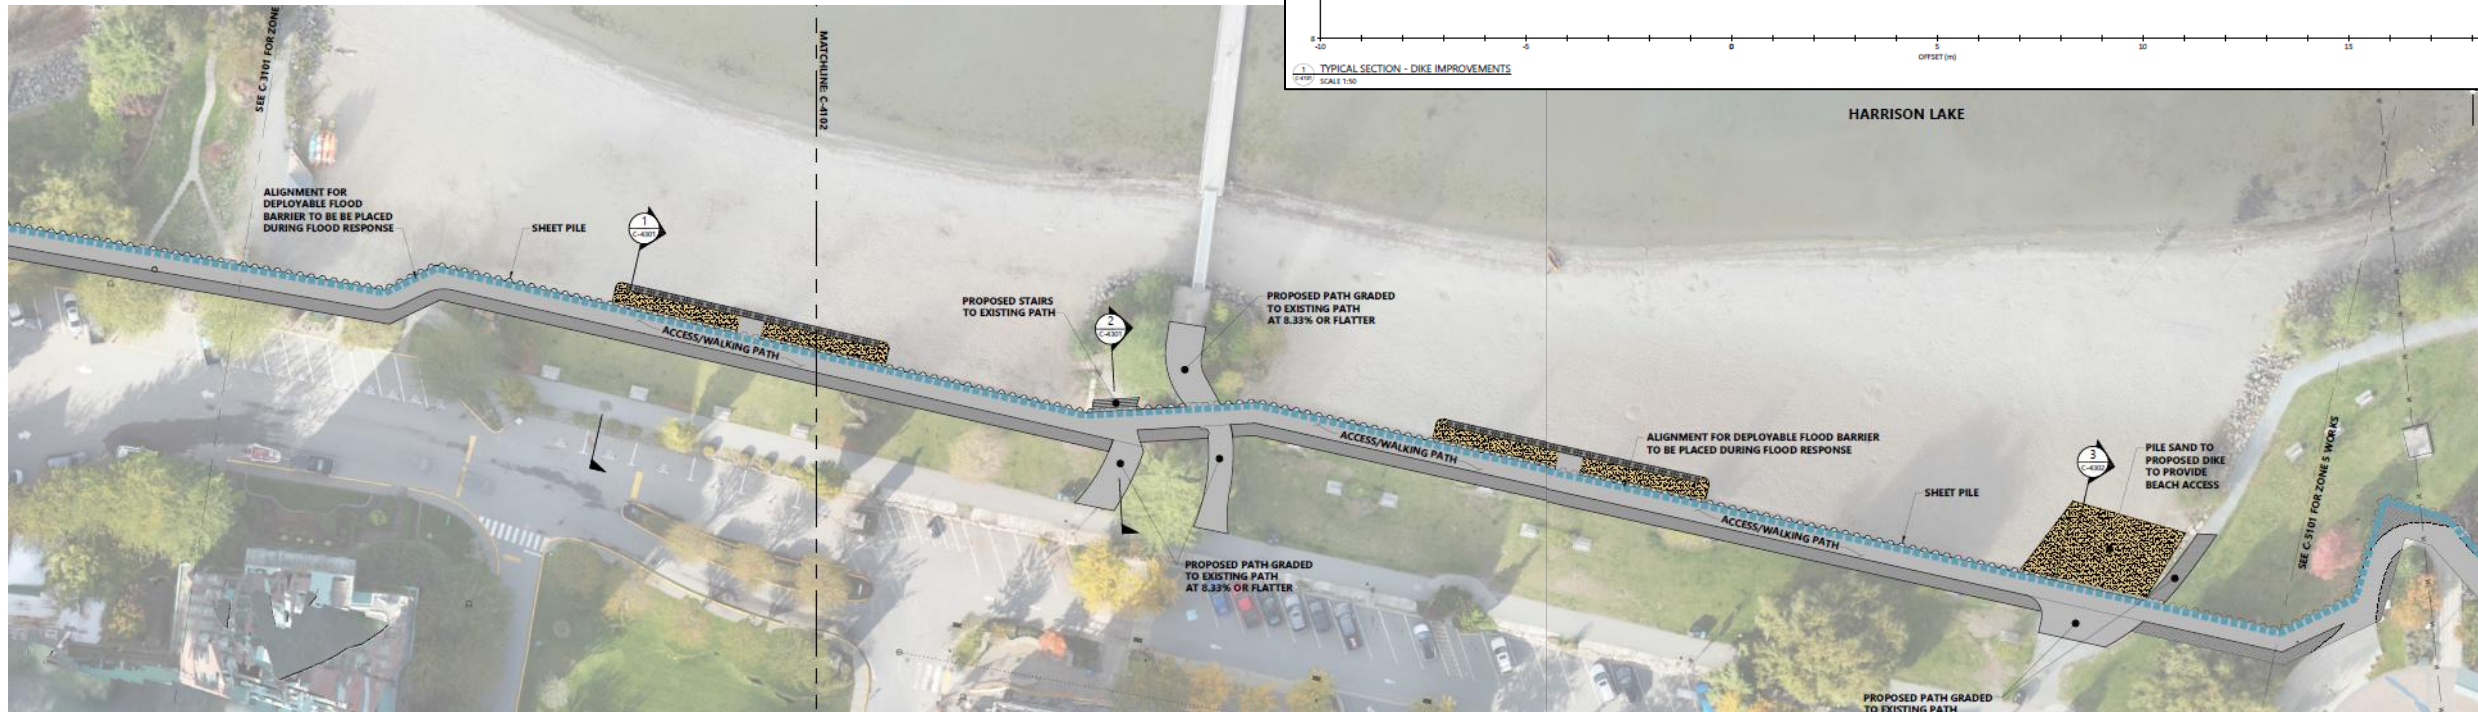 8
-10
-5
0
5
10
15
OFFSET (m)
1
C-4101
TYPICAL SECTION - DIKE IMPROVEMENTS
SCALE 1:50
HARRISON LAKE
SEE C-3101 FOR ZONE
MATCHLINE: C-4102
ALIGNMENT FOR
DEPLOYABLE FLOOD
BARRIER TO BE BE PLACED
DURING FLOOD RESPONSE
SHEET PILE
1
C-4301
ACCESS/WALKING PATH
PROPOSED STAIRS
TO EXISTING PATH
2
C-4301
PROPOSED PATH GRADED
TO EXISTING PATH
AT 8.33% OR FLATTER
PROPOSED PATH GRADED
TO EXISTING PATH
AT 8.33% OR FLATTER
ACCESS/WALKING PATH
ALIGNMENT FOR DEPLOYABLE FLOOD BARRIER
TO BE PLACED DURING FLOOD RESPONSE
ACCESS/WALKING PATH
SHEET PILE
3
C-4302
PILE SAND TO
PROPOSED DIKE
TO PROVIDE
BEACH ACCESS
SEE C-5101 FOR ZONE 5 WORKS
PROPOSED PATH GRADED
TO EXISTING PATH